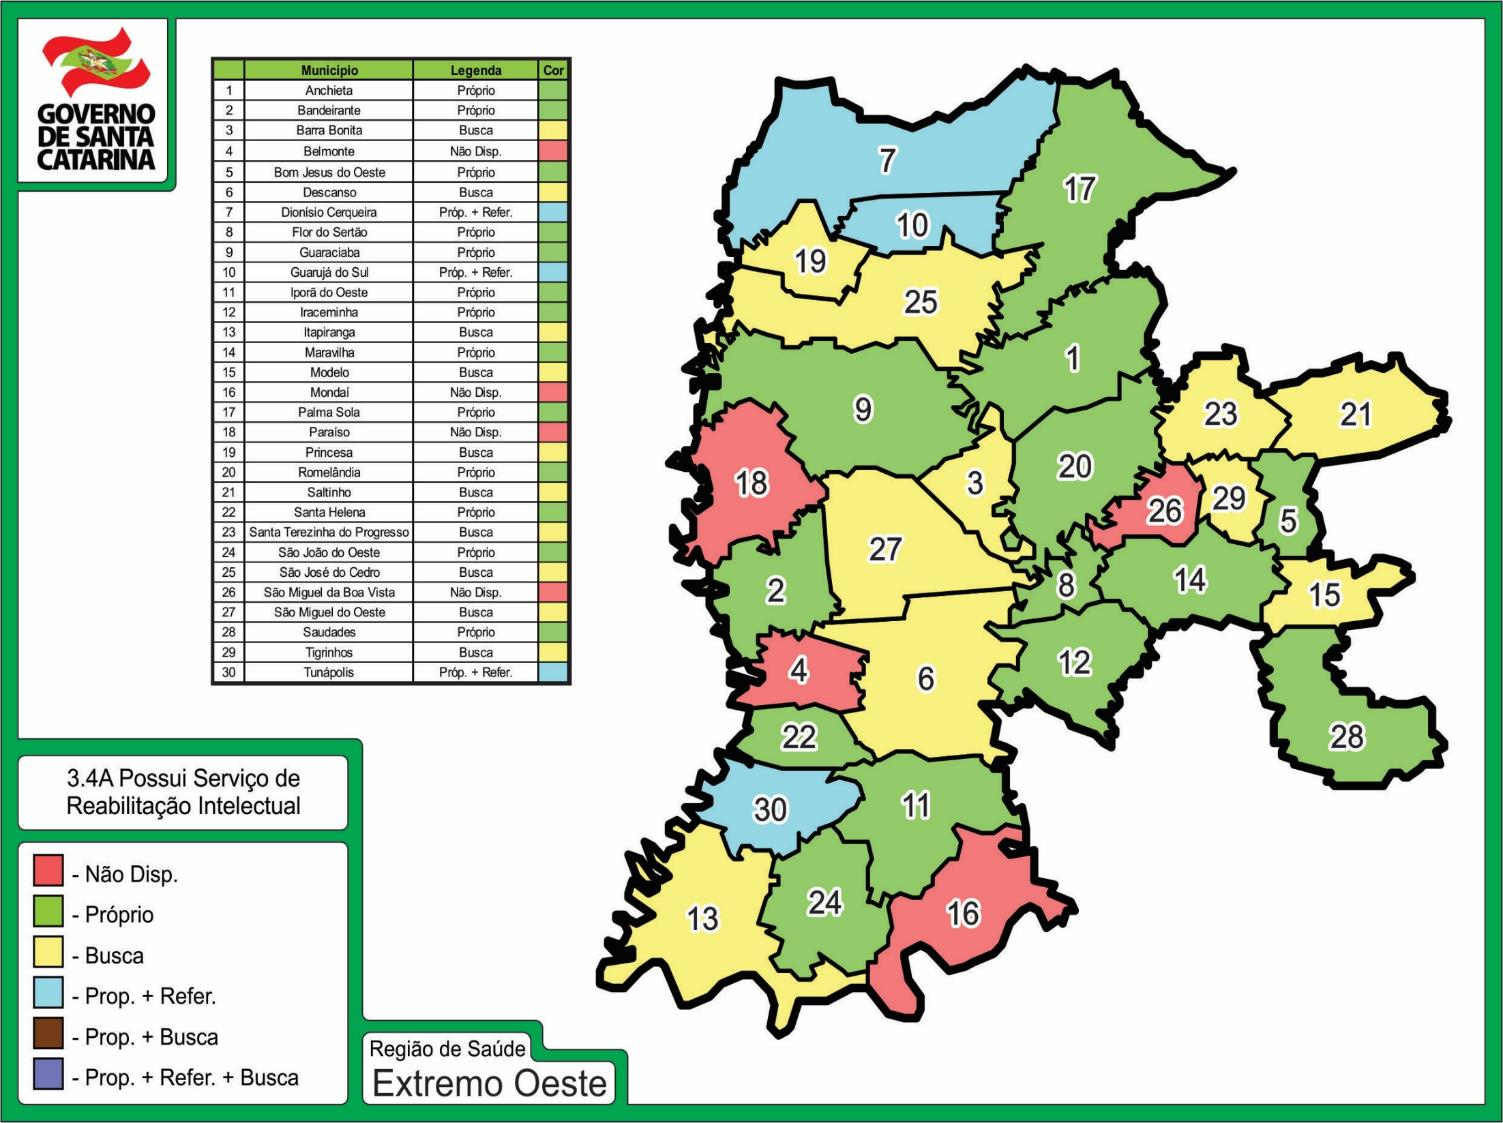 GOVERNO
DE SANTA
CATARINA
Município Legenda Cor
1 Anchieta Próprio
2 Bandeirante Próprio
3 Barra Bonita Busca
4 Belmonte Não Disp.
5 Bom Jesus do Oeste Próprio
6 Descanso Busca
7 Dionísio Cerqueira Próp. + Refer.
8 Flor do Sertão Próprio
9 Guaraciaba Próprio
10 Guarujá do Sul Próp. + Refer.
11 Iporã do Oeste Próprio
12 Iraceminha Próprio
13 Itapiranga Busca
14 Maravilha Próprio
15 Modelo Busca
16 Mondaí Não Disp.
17 Palma Sola Próprio
18 Paraíso Não Disp.
19 Princesa Busca
20 Romelândia Próprio
21 Saltinho Busca
22 Santa Helena Próprio
23 Santa Terezinha do Progresso Busca
24 São João do Oeste Próprio
25 São José do Cedro Busca
26 São Miguel da Boa Vista Não Disp.
27 São Miguel do Oeste Busca
28 Saudades Próprio
29 Tigrinhos Busca
30 Tunápolis Próp. + Refer.
7
17
10
19
25
1
9
23
21
20
18
3
29
26
5
27
14
8
2
15
12
4
6
22
28
11
30
24
16
13
3.4A Possui Serviço de
Reabilitação Intelectual
- Não Disp.
- Próprio
- Busca
- Prop. + Refer.
- Prop. + Busca
- Prop. + Refer. + Busca
Região de Saúde
Extremo Oeste